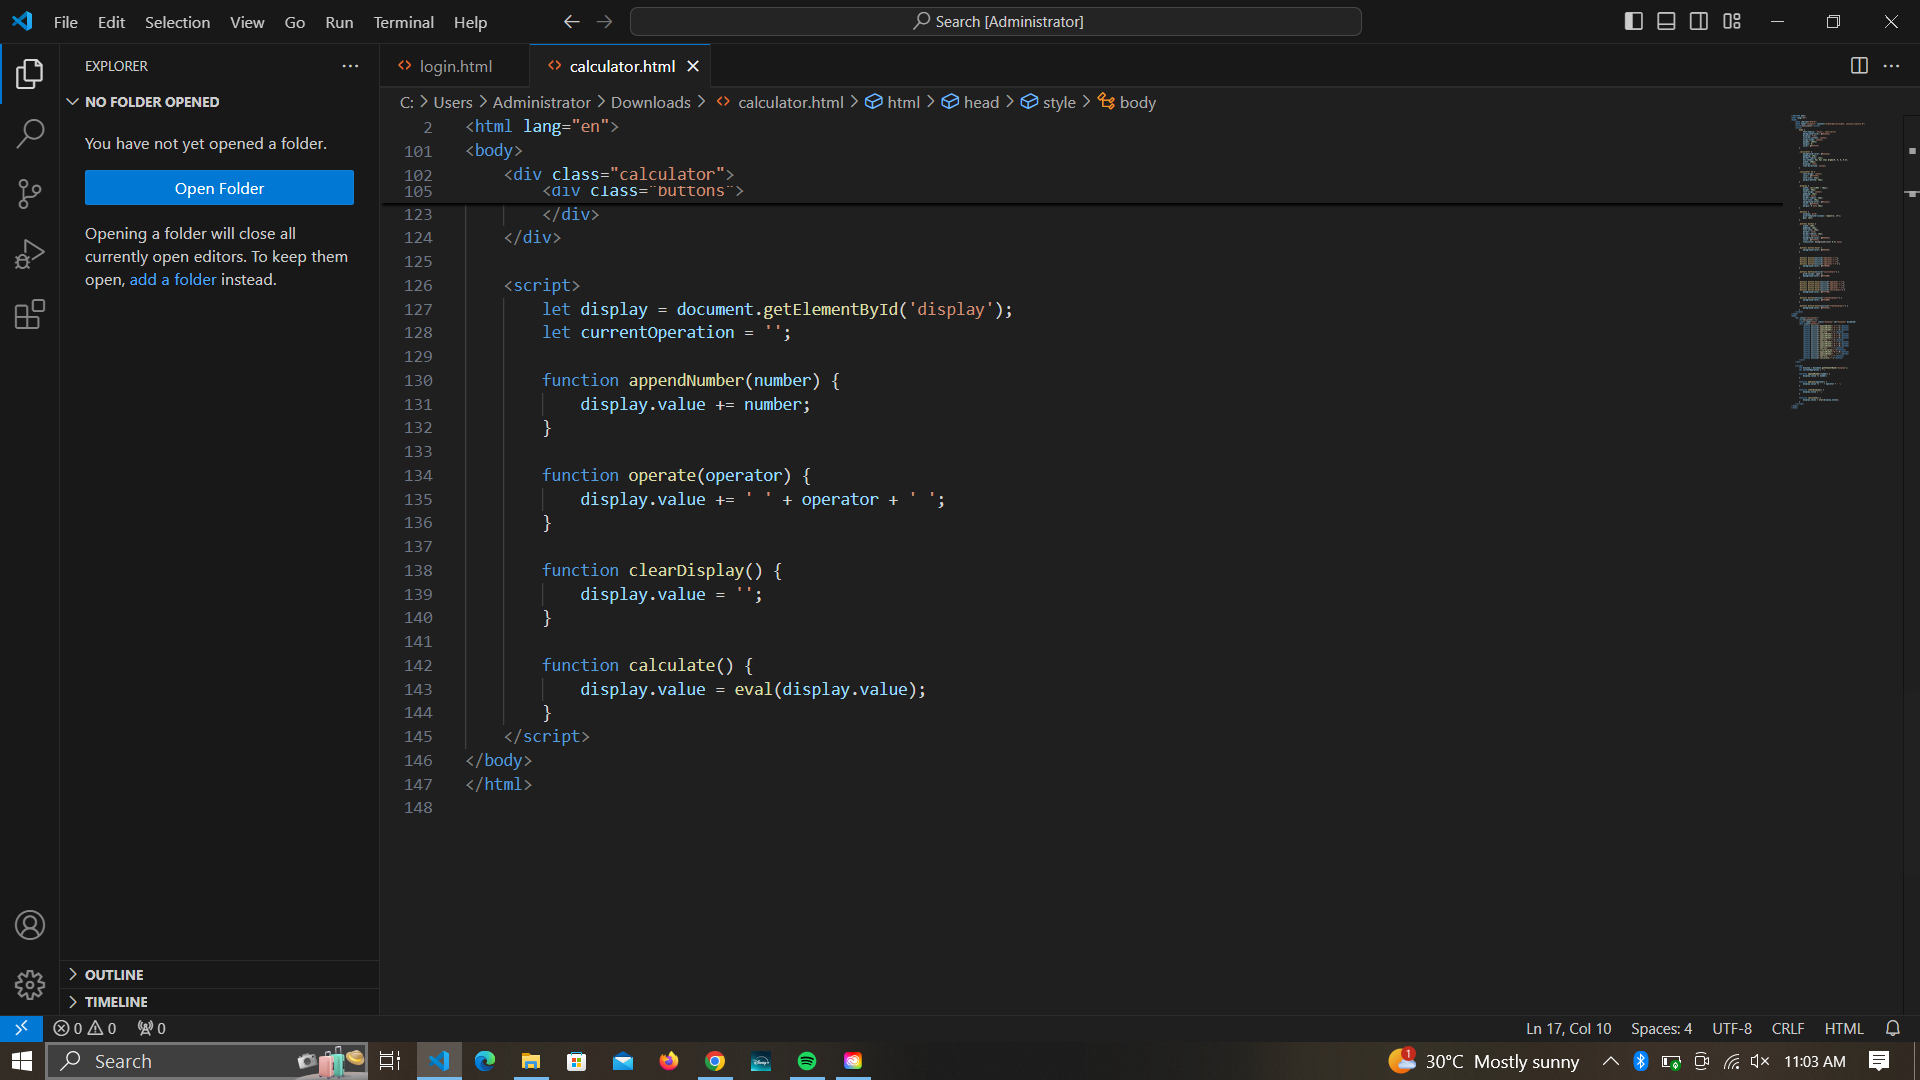 File Edit Selection View Go Run Terminal Help
Search [Administrator]
EXPLORER
NO FOLDER OPENED
You have not yet opened a folder.
Open Folder
Opening a folder will close all
currently open editors. To keep them
open, add a folder instead.
OUTLINE
TIMELINE
login.html
calculator.html
C: Users Administrator Downloads calculator.html html head style body
2 <html lang="en">
101 <body>
102 <div class="calculator">
105 <div class="buttons">
123 </div>
124 </div>
125
126 <script>
127 let display = document.getElementById('display');
128 let currentOperation = '';
129
130 function appendNumber(number) {
131 display.value += number;
132 }
133
134 function operate(operator) {
135 display.value += ' ' + operator + ' ';
136 }
137
138 function clearDisplay() {
139 display.value = '';
140 }
141
142 function calculate() {
143 display.value = eval(display.value);
144 }
145 </script>
146 </body>
147 </html>
148
0 0 0
Ln 17, Col 10 Spaces: 4 UTF-8 CRLF HTML
Search
1
30°C Mostly sunny
11:03 AM